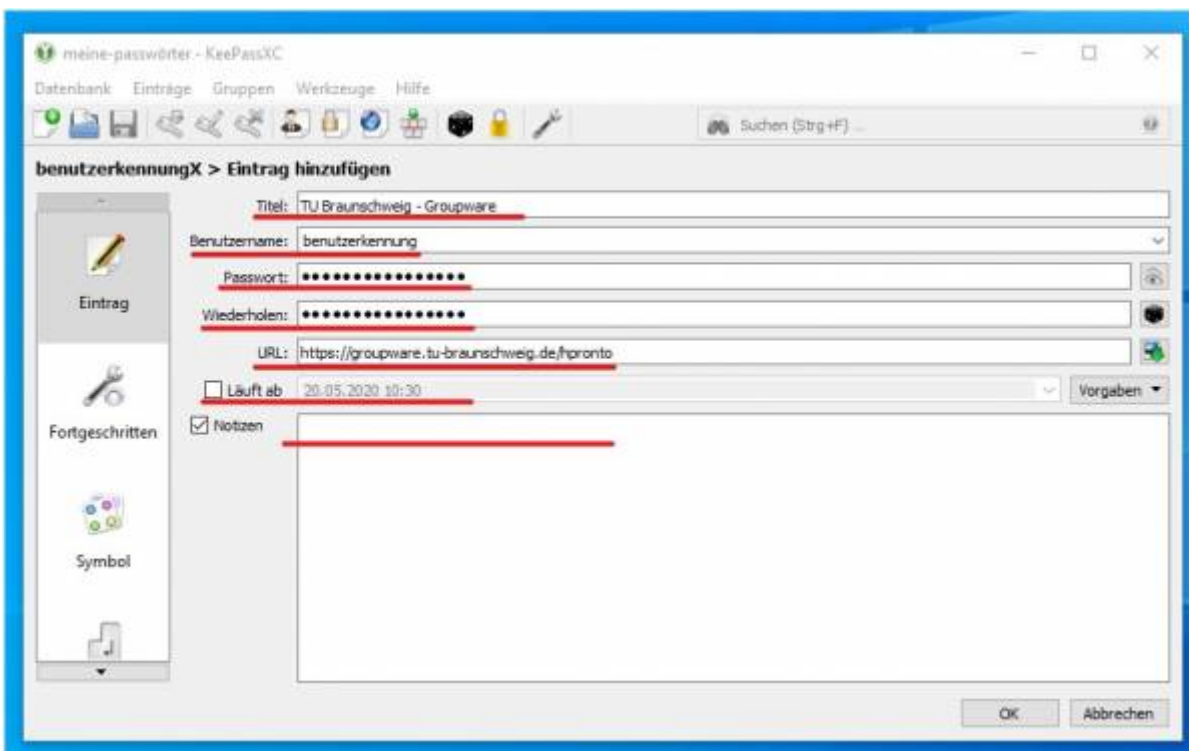 meine-passwörter - KeePassXC
Datenbank Einträge Gruppen Werkzeuge Hilfe
Suchen (Strg+F) ...
benutzerkennungX > Eintrag hinzufügen
Titel: TU Braunschweig - Groupware
Benutzername: benutzerkennung
Passwort: ●●●●●●●●●●●●●●●●
Eintrag
Wiederholen: ●●●●●●●●●●●●●●●●
URL: https://groupware.tu-braunschweig.de/hpronto
Läuft ab 20.05.2020 10:30 Vorgaben
Fortgeschritten
Notizen
Symbol
OK Abbrechen